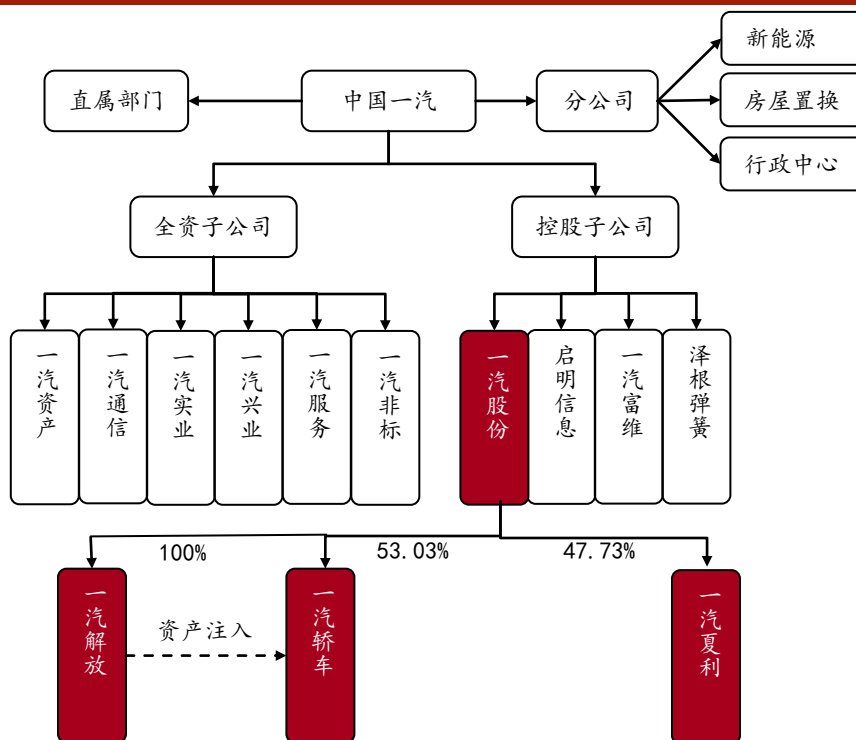 新能源
直属部门
中国一汽
分公司
房屋置换
行政中心
全资子公司
控股子公司
一汽资产
一汽通信
一汽实业
一汽兴业
一汽服务
一汽非标
一汽股份
启明信息
一汽富维
泽根弹簧
100%
53.03%
47.73%
一汽解放
资产注入
一汽轿车
一汽夏利